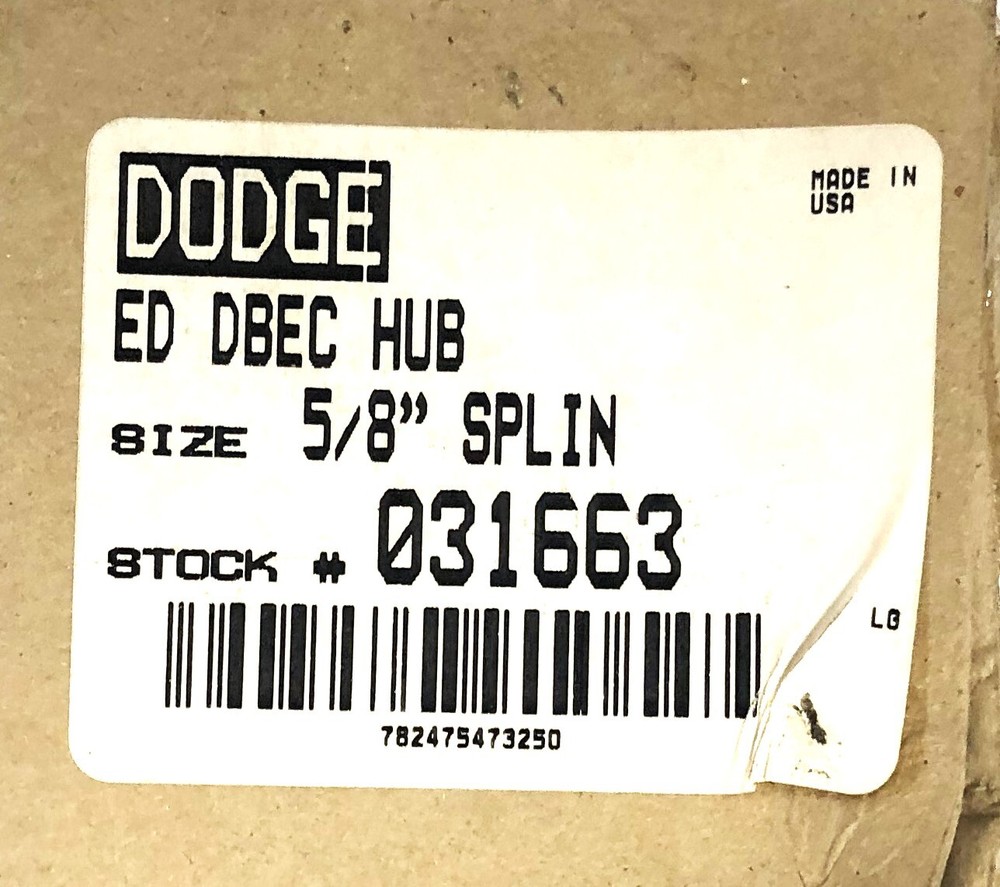 DODGE
MADE IN
USA
ED DBEC HUB
SIZE 5/8" SPLIN
STOCK # 031663
LB
782475473250